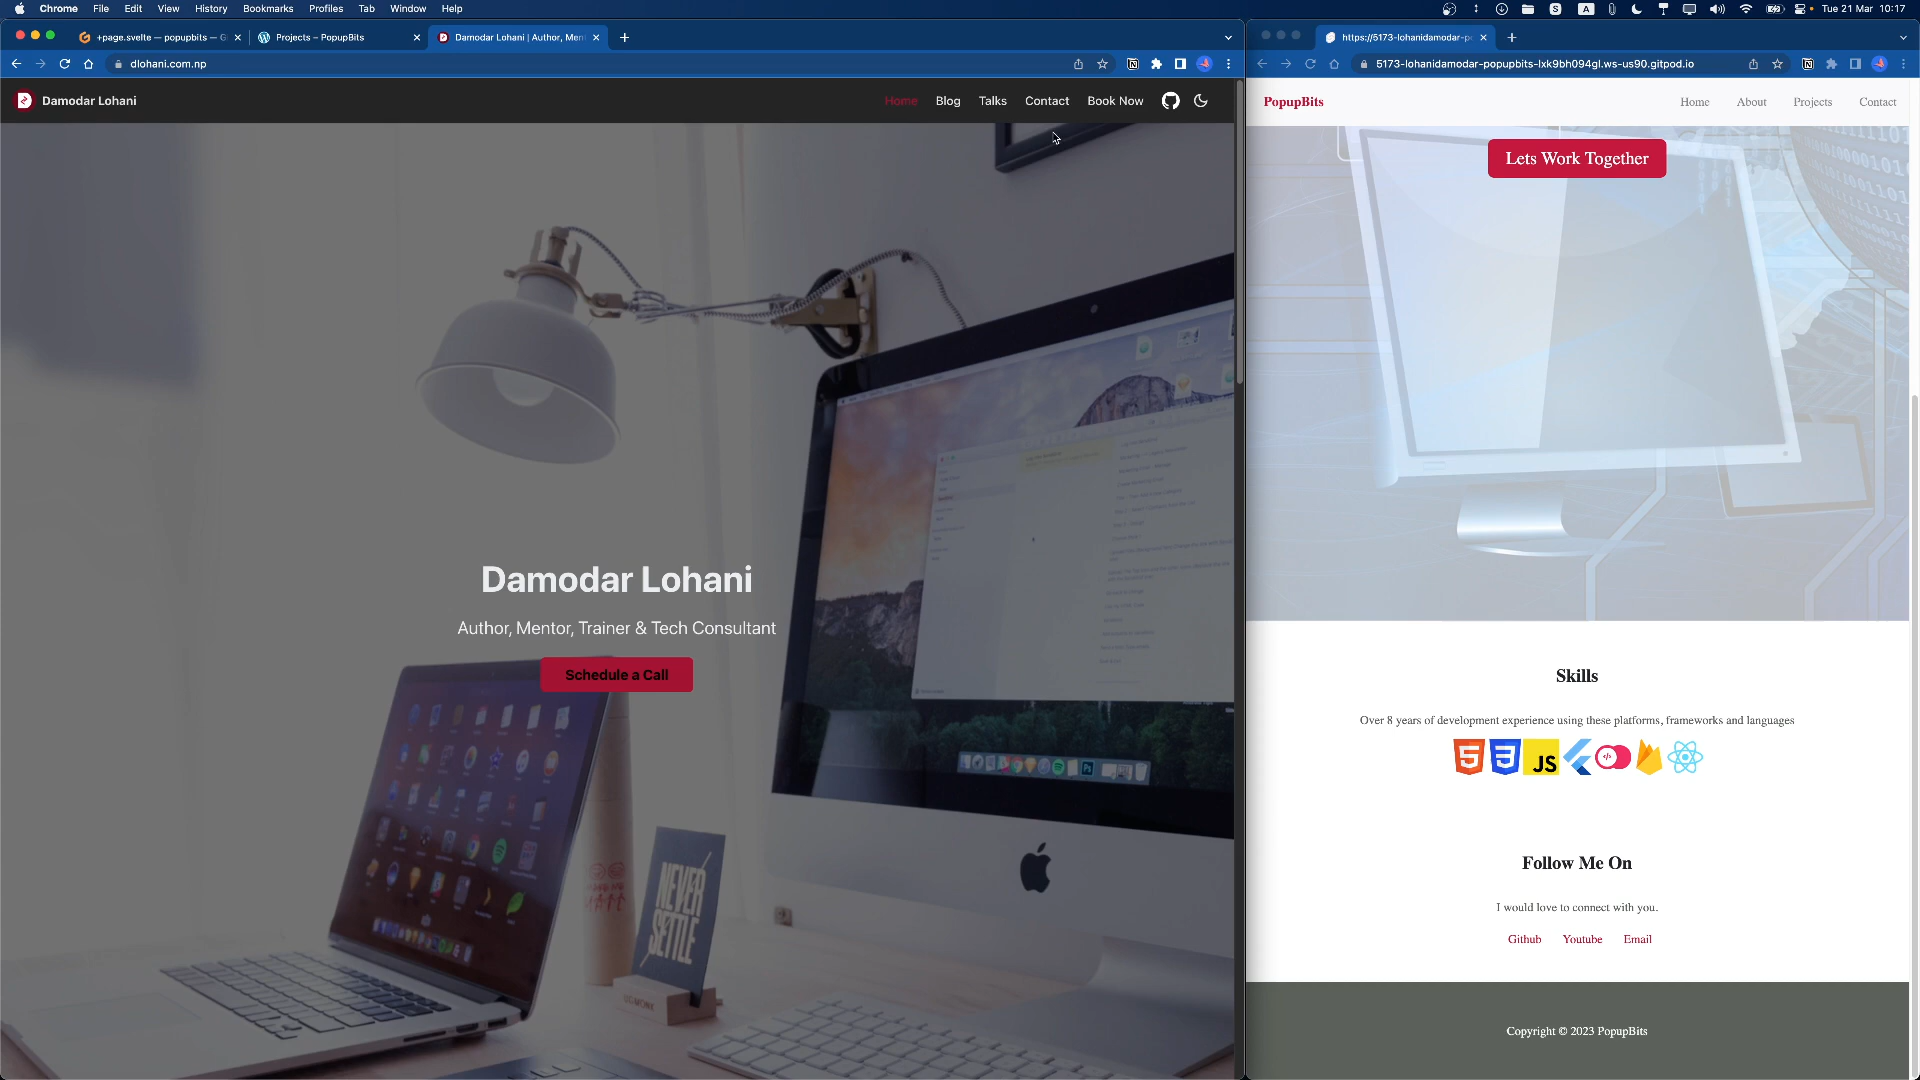 Chrome File Edit View History Bookmarks Profiles Tab Window Help
Tue 21 Mar 10:17
+page.svelte — popupbits — G
Projects – PopupBits
Damodar Lohani | Author, Men
dlohani.com.np
Damodar Lohani
Home Blog Talks Contact Book Now
Damodar Lohani
Author, Mentor, Trainer & Tech Consultant
Schedule a Call
NEVER
SETTLE
UGMONK
https://5173-lohanidamodar-p
5173-lohanidamodar-popupbits-lxk9bh094gl.ws-us90.gitpod.io
PopupBits
Home About Projects Contact
Lets Work Together
Skills
Over 8 years of development experience using these platforms, frameworks and languages
JS
Follow Me On
I would love to connect with you.
Github Youtube Email
Copyright © 2023 PopupBits